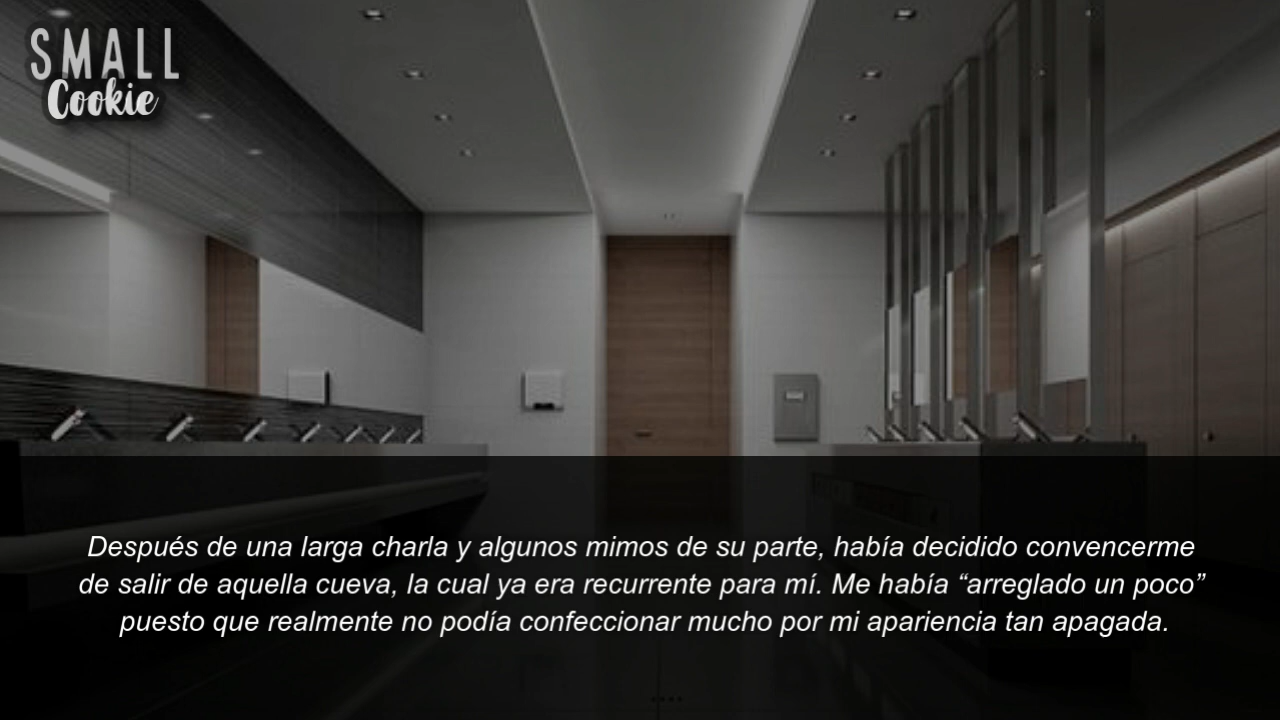 SMALL
Cookie
Después de una larga charla y algunos mimos de su parte, había decidido convencerme
de salir de aquella cueva, la cual ya era recurrente para mí. Me había “arreglado un poco”
puesto que realmente no podía confeccionar mucho por mi apariencia tan apagada.